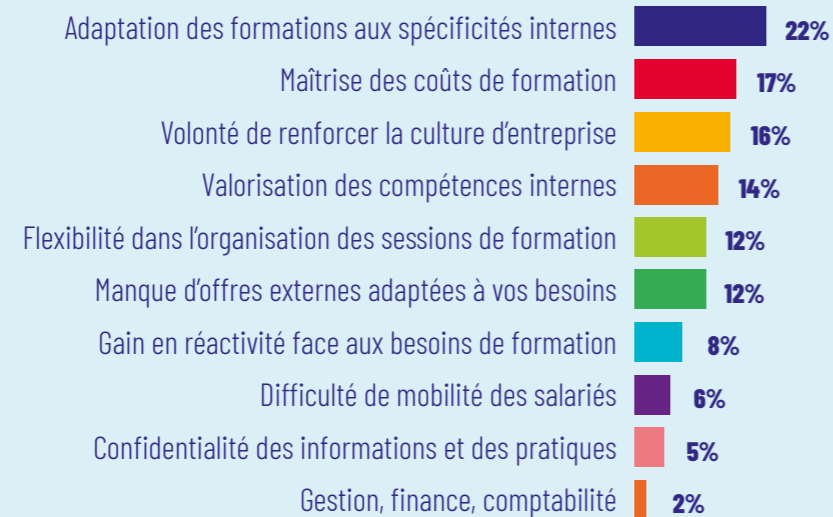 Adaptation des formations aux spécificités internes 22%
Maîtrise des coûts de formation 17%
Volonté de renforcer la culture d'entreprise 16%
Valorisation des compétences internes 14%
Flexibilité dans l'organisation des sessions de formation 12%
Manque d'offres externes adaptées à vos besoins 12%
Gain en réactivité face aux besoins de formation 8%
Difficulté de mobilité des salariés 6%
Confidentialité des informations et des pratiques 5%
Gestion, finance, comptabilité 2%